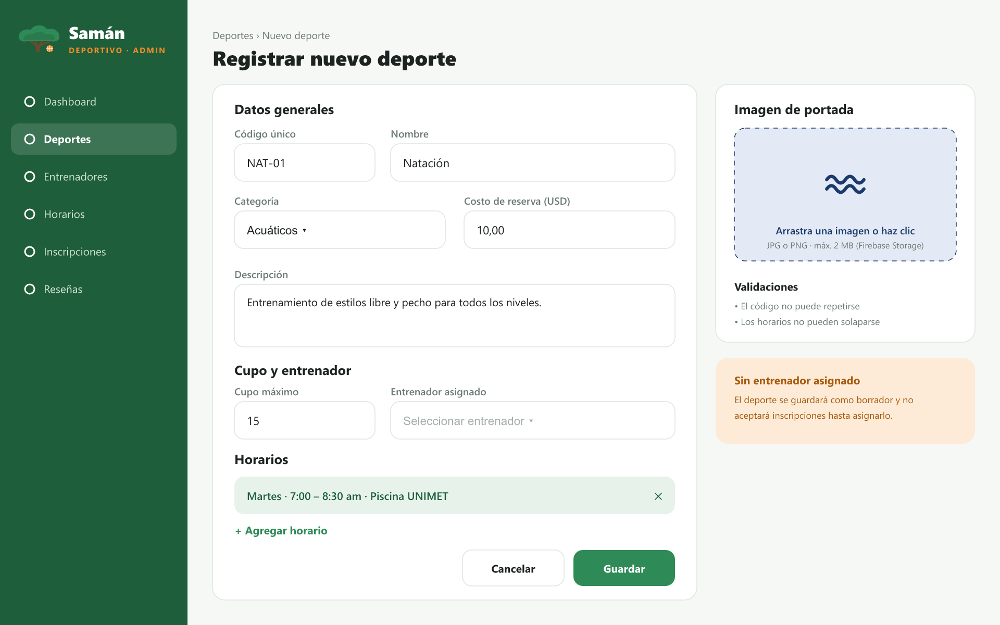 Samán
DEPORTIVO · ADMIN
Dashboard
Deportes
Entrenadores
Horarios
Inscripciones
Reseñas
Deportes › Nuevo deporte
Registrar nuevo deporte
Datos generales
Código único
Nombre
NAT-01
Natación
Categoría
Costo de reserva (USD)
Acuáticos ▾
10,00
Descripción
Entrenamiento de estilos libre y pecho para todos los niveles.
Cupo y entrenador
Cupo máximo
Entrenador asignado
15
Seleccionar entrenador ▾
Horarios
Martes · 7:00 – 8:30 am · Piscina UNIMET
+ Agregar horario
Cancelar
Guardar
Imagen de portada
Arrastra una imagen o haz clic
JPG o PNG · máx. 2 MB (Firebase Storage)
Validaciones
• El código no puede repetirse
• Los horarios no pueden solaparse
Sin entrenador asignado
El deporte se guardará como borrador y no
aceptará inscripciones hasta asignarlo.